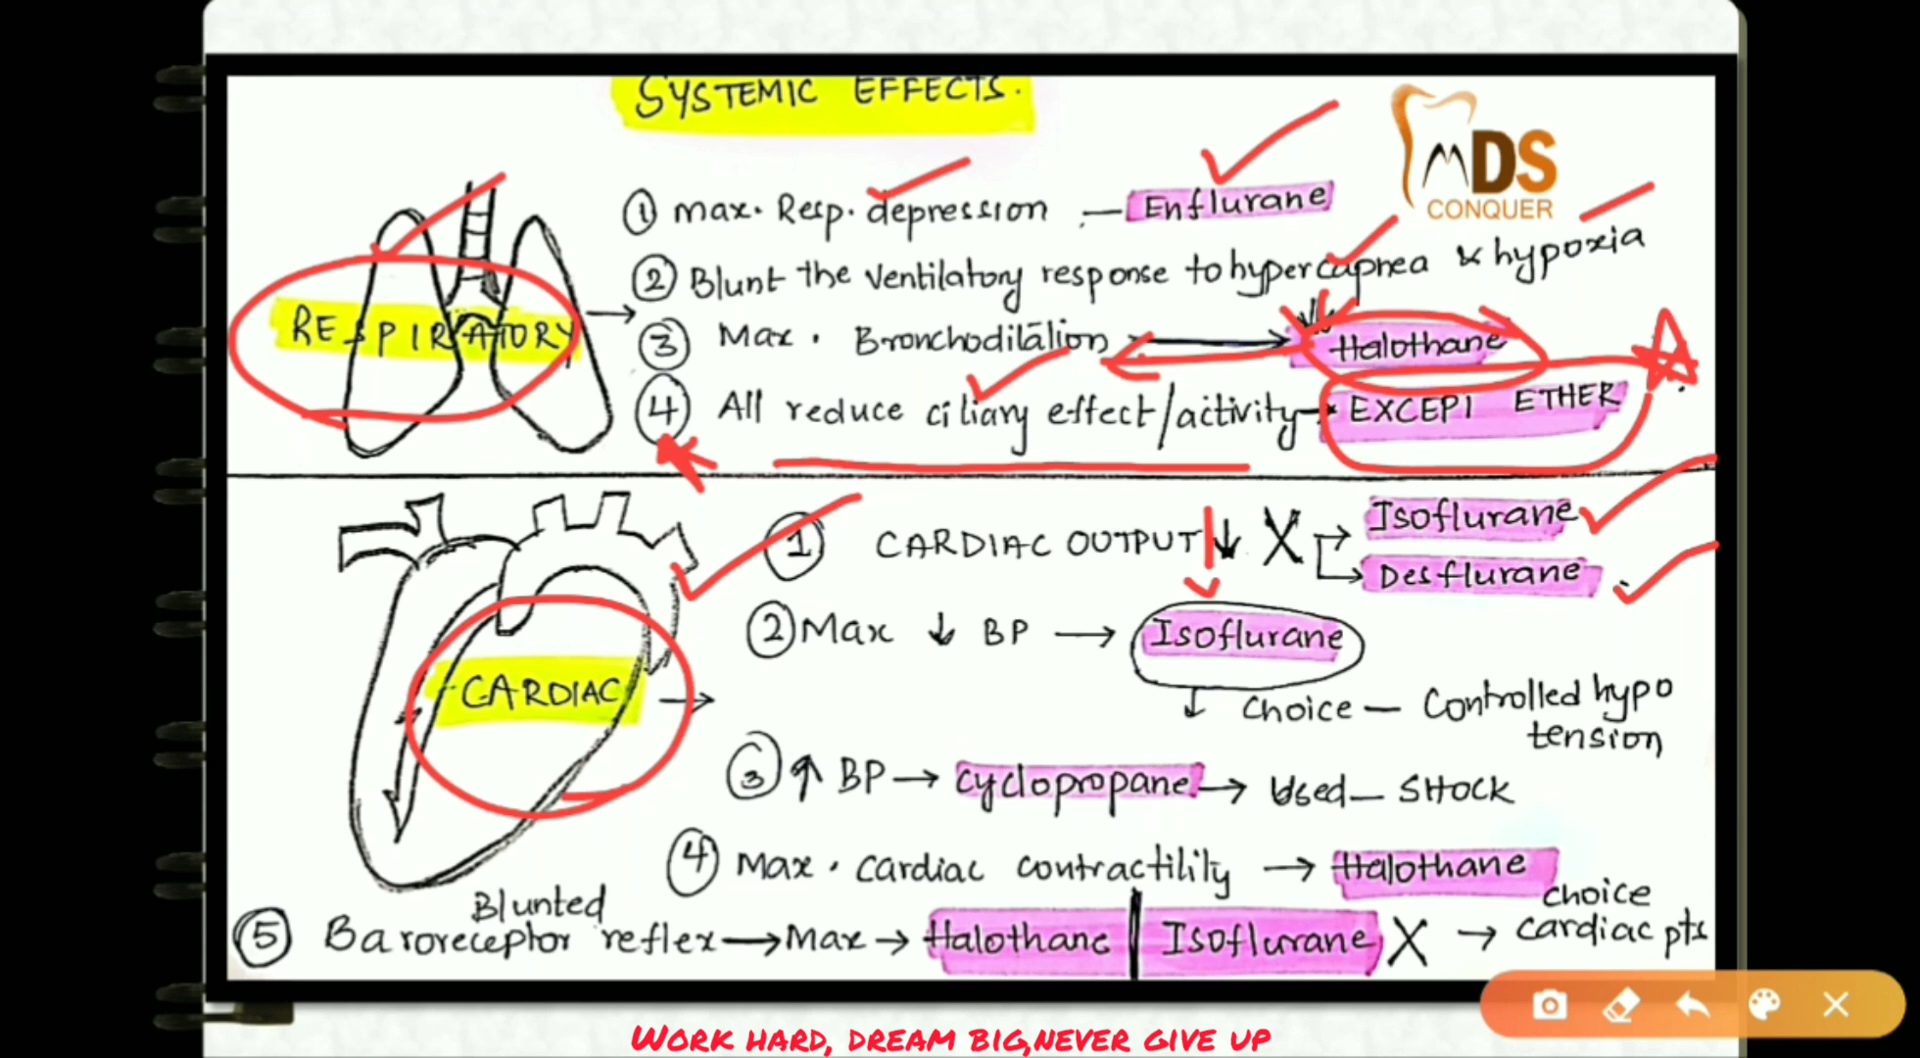 SYSTEMIC EFFECTS.
MDS
CONQUER
RESPIRATORY
① max. Resp. depression — Enflurane
② Blunt the ventilatory response to hypercapnea & hypoxia
③ Max. Bronchodilation → Halothane
④ All reduce ciliary effect/activity → EXCEPT ETHER
CARDIAC
① CARDIAC OUTPUT ↓ X → Isoflurane
→ Desflurane
② Max ↓ BP → Isoflurane
↓ Choice — Controlled hypo
tension
③ ↑ BP → cyclopropane → Used — SHOCK
④ Max. cardiac contractility → Halothane
⑤ Baroreceptor Blunted reflex → Max → Halothane | Isoflurane X → choice
cardiac pts
WORK HARD, DREAM BIG,NEVER GIVE UP